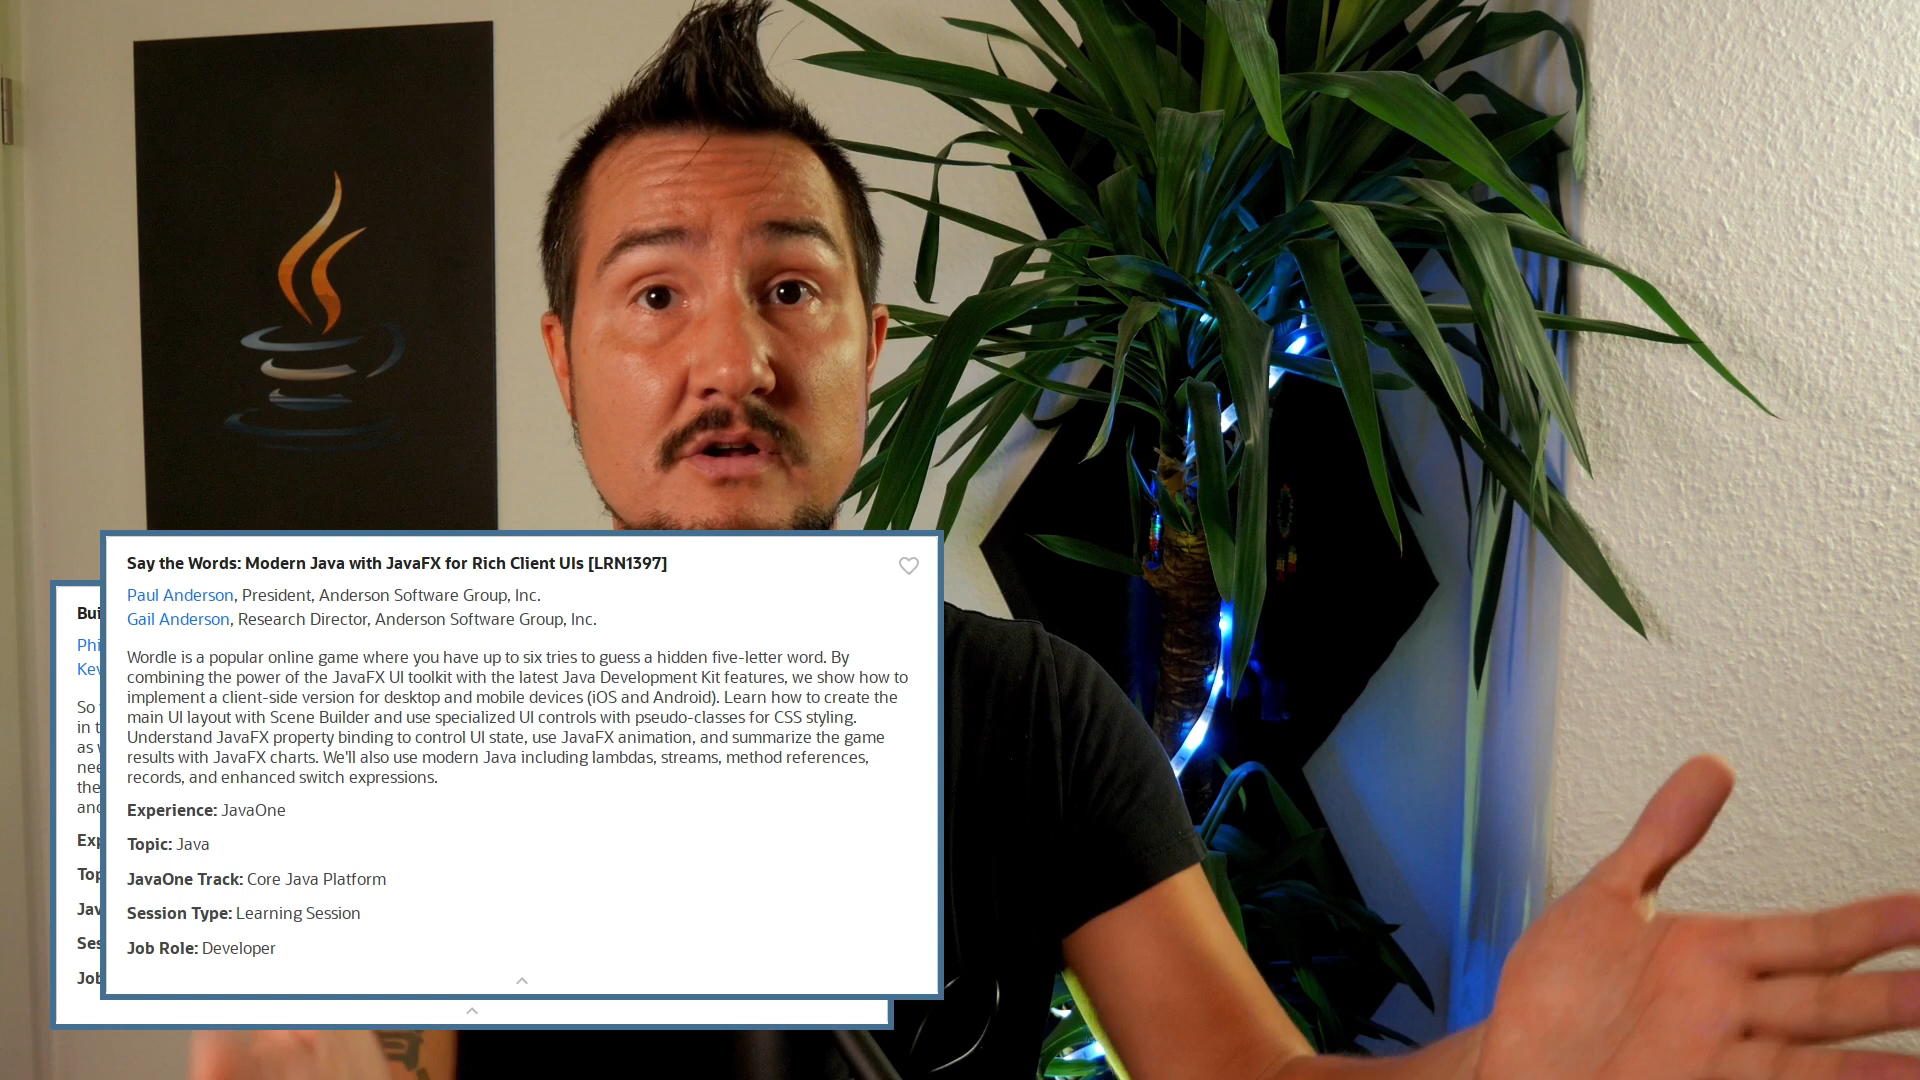 Say the Words: Modern Java with JavaFX for Rich Client UIs [LRN1397]
Paul Anderson, President, Anderson Software Group, Inc.
Gail Anderson, Research Director, Anderson Software Group, Inc.
Wordle is a popular online game where you have up to six tries to guess a hidden five-letter word. By
combining the power of the JavaFX UI toolkit with the latest Java Development Kit features, we show how to
implement a client-side version for desktop and mobile devices (iOS and Android). Learn how to create the
main UI layout with Scene Builder and use specialized UI controls with pseudo-classes for CSS styling.
Understand JavaFX property binding to control UI state, use JavaFX animation, and summarize the game
results with JavaFX charts. We'll also use modern Java including lambdas, streams, method references,
records, and enhanced switch expressions.
Experience: JavaOne
Topic: Java
JavaOne Track: Core Java Platform
Session Type: Learning Session
Job Role: Developer